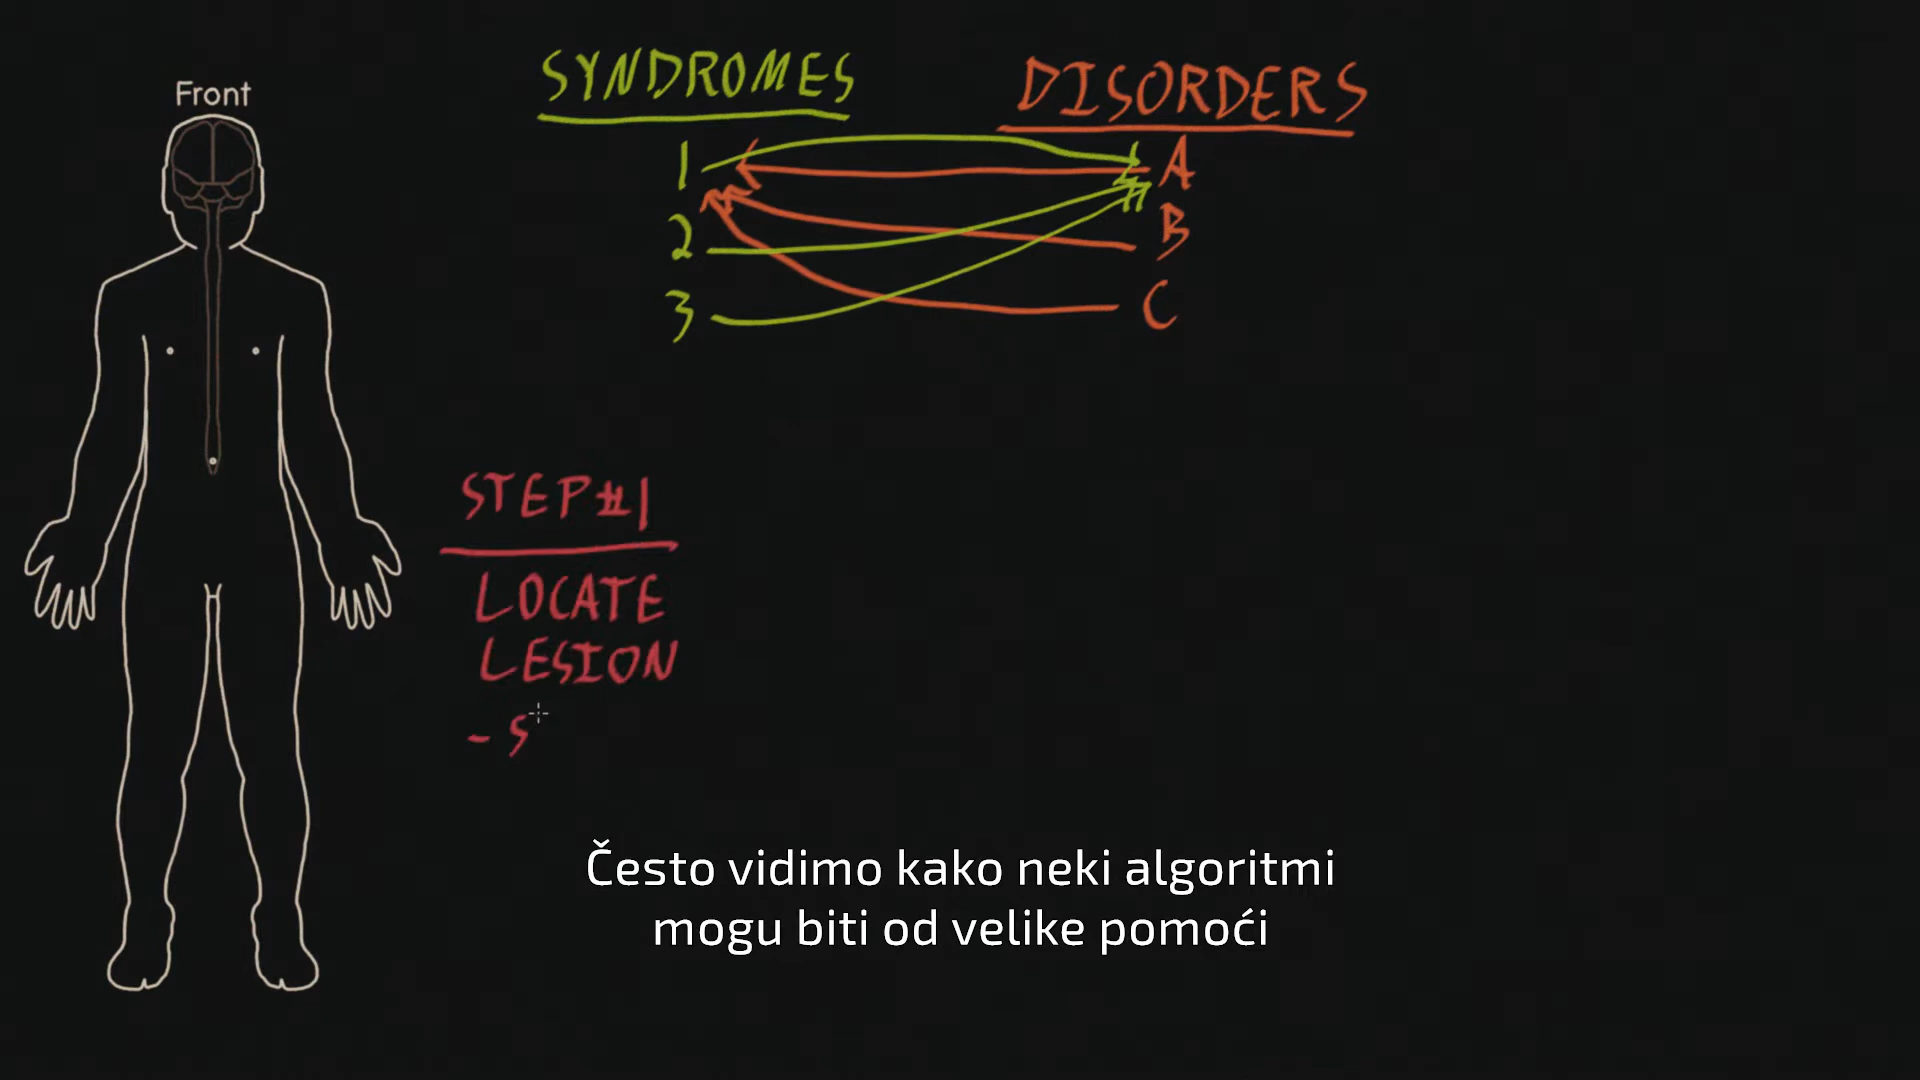 SYNDROMES
DISORDERS
Front
1
A
2
B
3
C
STEP #1
LOCATE
LESION
- S
Često vidimo kako neki algoritmi
mogu biti od velike pomoći